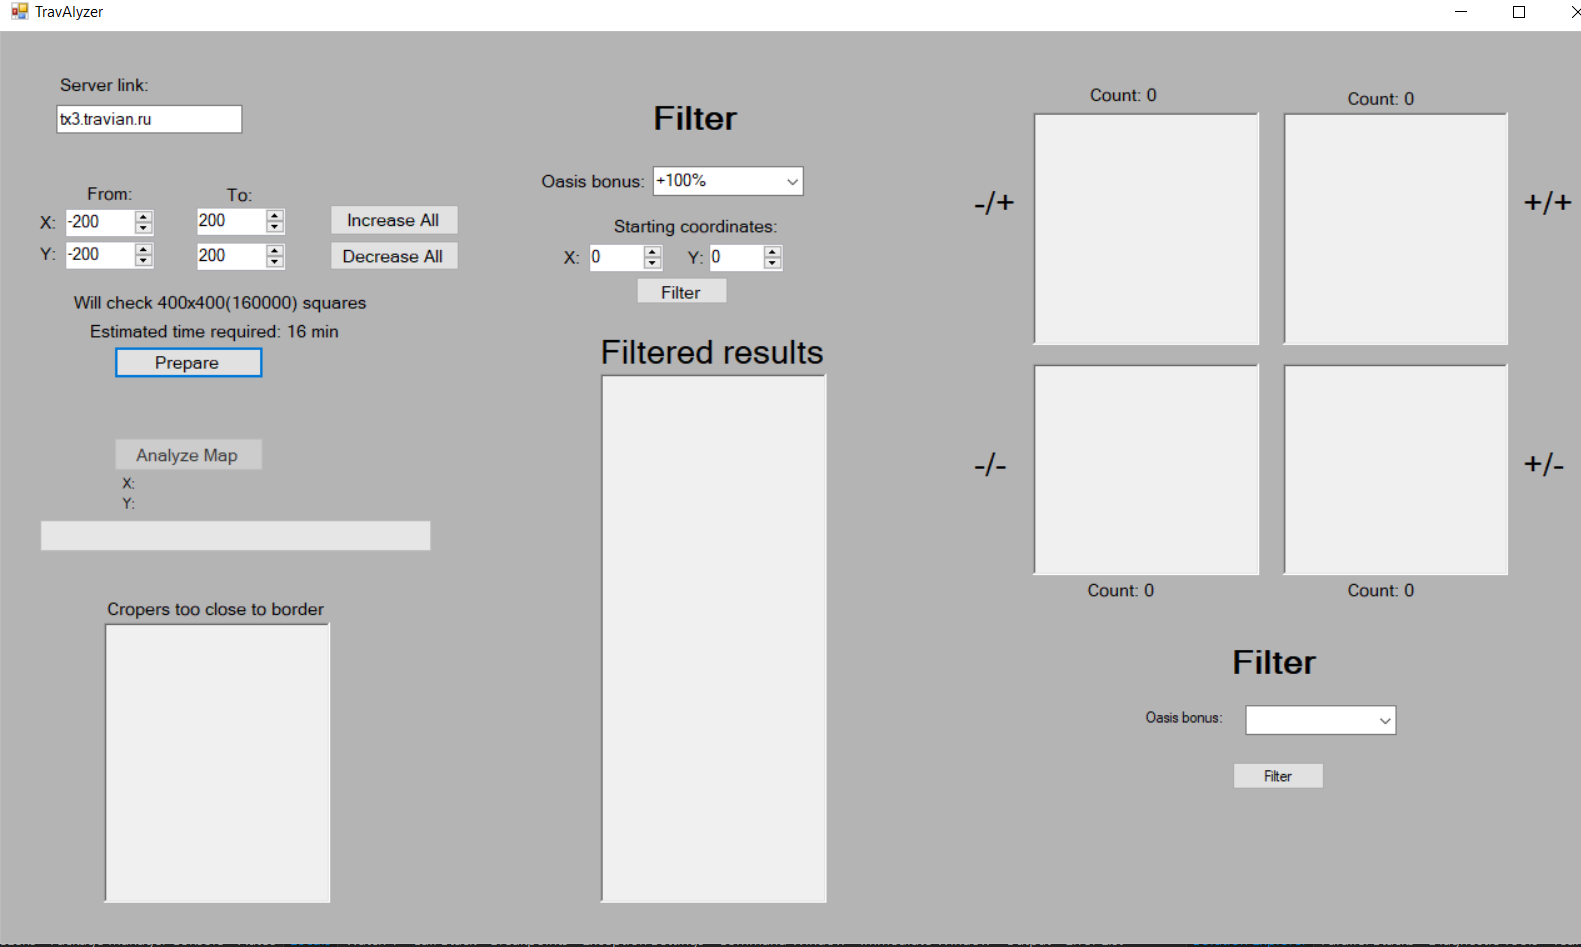 TravAlyzer
Server link:
tx3.travian.ru
From:
To:
X: -200
200
Increase All
Y: -200
200
Decrease All
Will check 400x400(160000) squares
Estimated time required: 16 min
Prepare
Analyze Map
X:
Y:
Cropers too close to border
Filter
Oasis bonus: +100%
Starting coordinates:
X: 0
Y: 0
Filter
Filtered results
Count: 0
Count: 0
-/+
+/+
-/-
+/-
Count: 0
Count: 0
Filter
Oasis bonus:
Filter